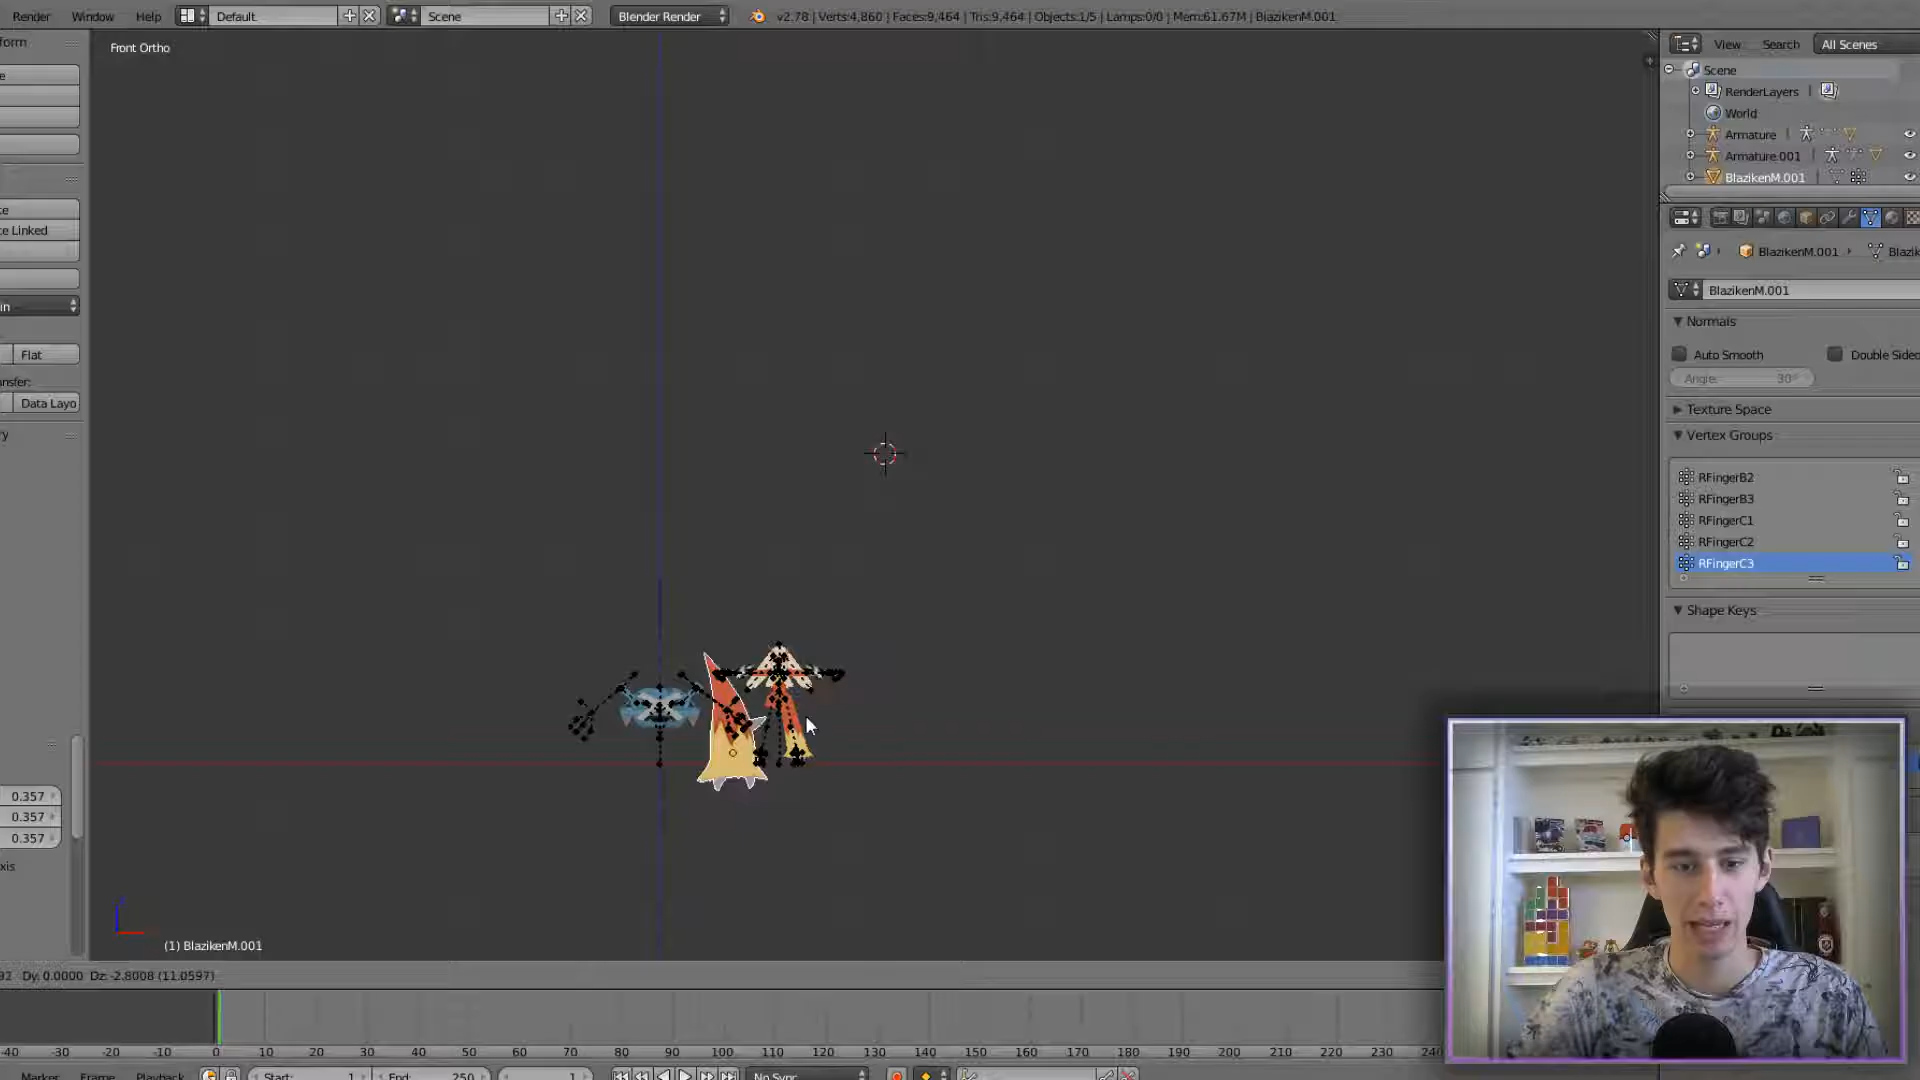 Render Window Help Default Scene Blender Render v2.78 | Verts:4,860 | Faces:9,464 | Tris:9,464 | Objects:1/5 | Lamps:0/0 | Mem:61.67M | BlazikenM.001
Front Ortho
View Search All Scenes
Scene
RenderLayers
World
Armature
Armature.001
BlazikenM.001
BlazikenM.001
BlazikenM.001
Normals
Auto Smooth Double Sided
Angle: 30°
Texture Space
Vertex Groups
RFingerB2
RFingerB3
RFingerC1
RFingerC2
RFingerC3
Shape Keys
form
e
e
e Linked
in
Flat
nsfer:
Data Layo
y
0.357
0.357
0.357
xis
(1) BlazikenM.001
92 Dy: 0.0000 Dz: -2.8008 (11.0597)
-40 -30 -20 -10 0 10 20 30 40 50 60 70 80 90 100 110 120 130 140 150 160 170 180 190 200 210 220 230 240
Marker Frame Playback Start: 1 End: 250 1 No Sync